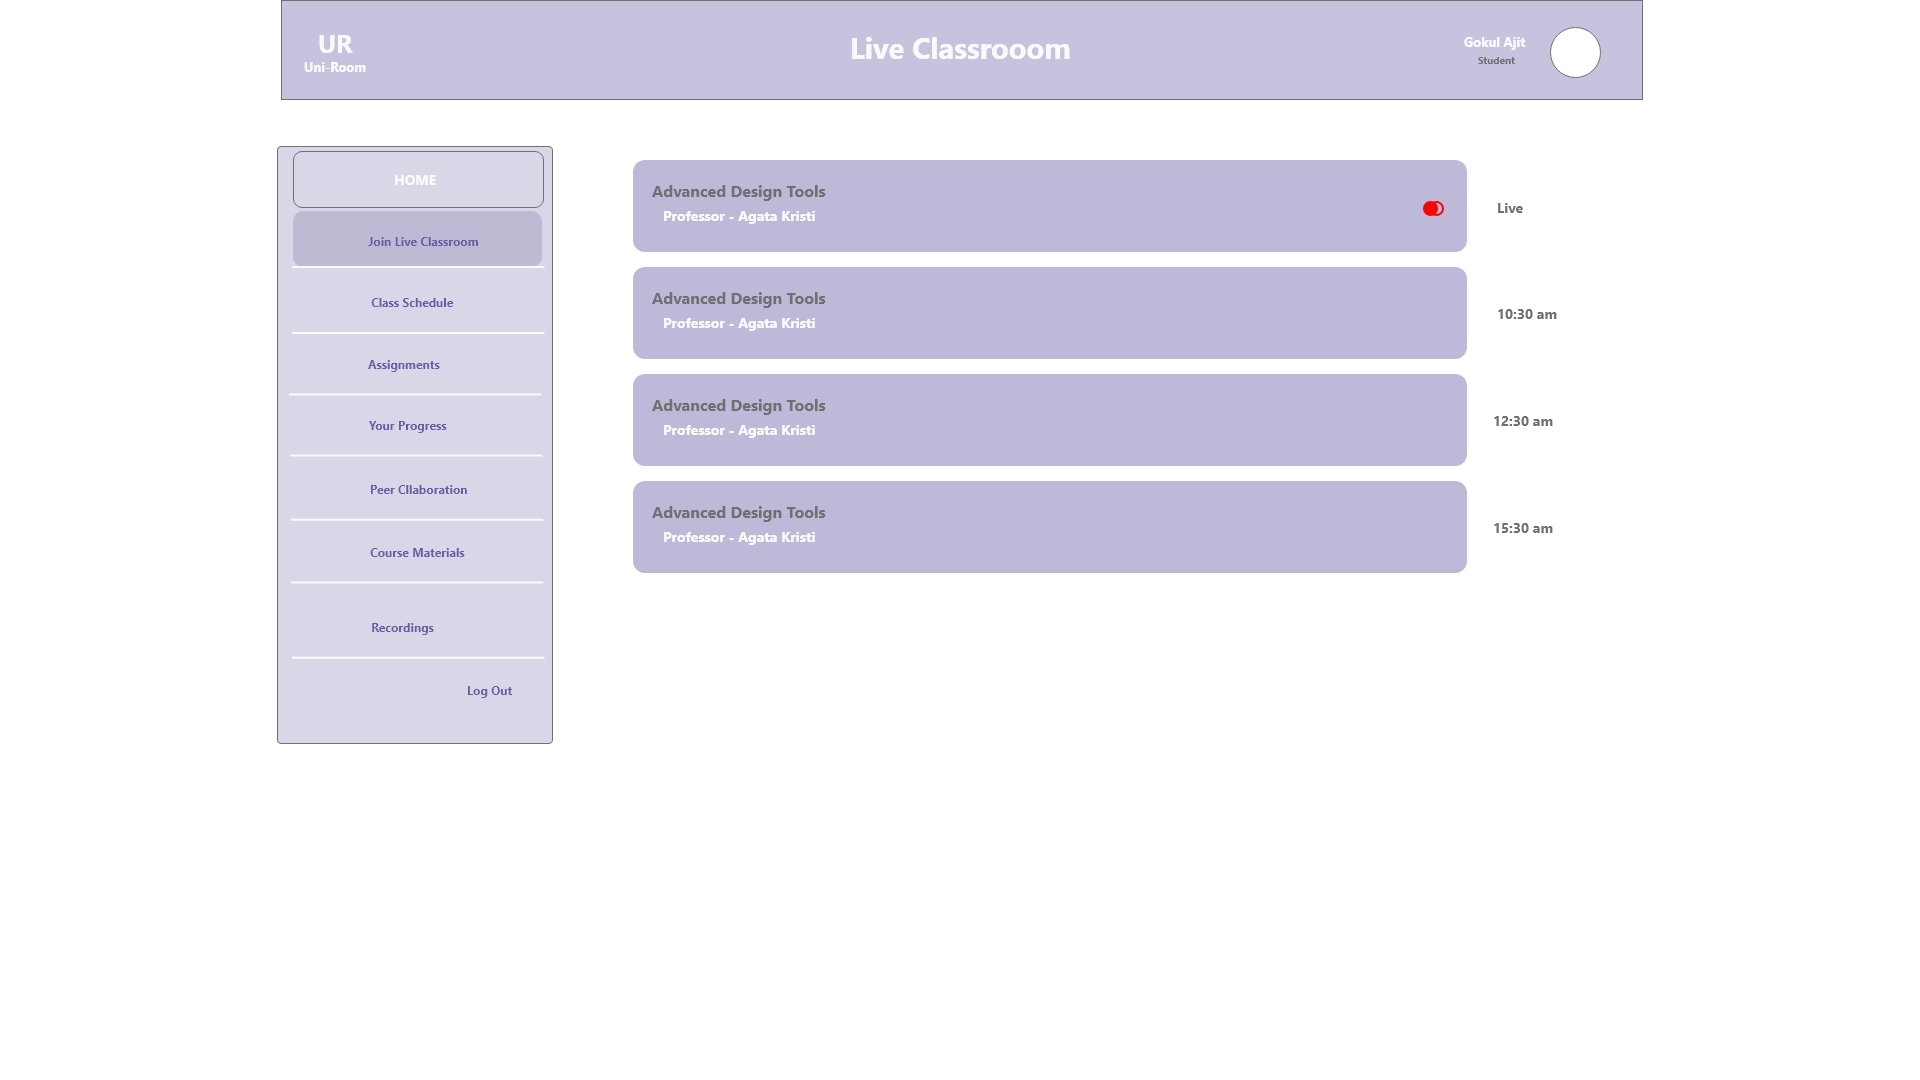 UR
Uni-Room
Live Classrooom
Gokul Ajit
Student
HOME
Join Live Classroom
Class Schedule
Assignments
Your Progress
Peer Cllaboration
Course Materials
Recordings
Log Out
Advanced Design Tools
Professor - Agata Kristi
Live
Advanced Design Tools
Professor - Agata Kristi
10:30 am
Advanced Design Tools
Professor - Agata Kristi
12:30 am
Advanced Design Tools
Professor - Agata Kristi
15:30 am